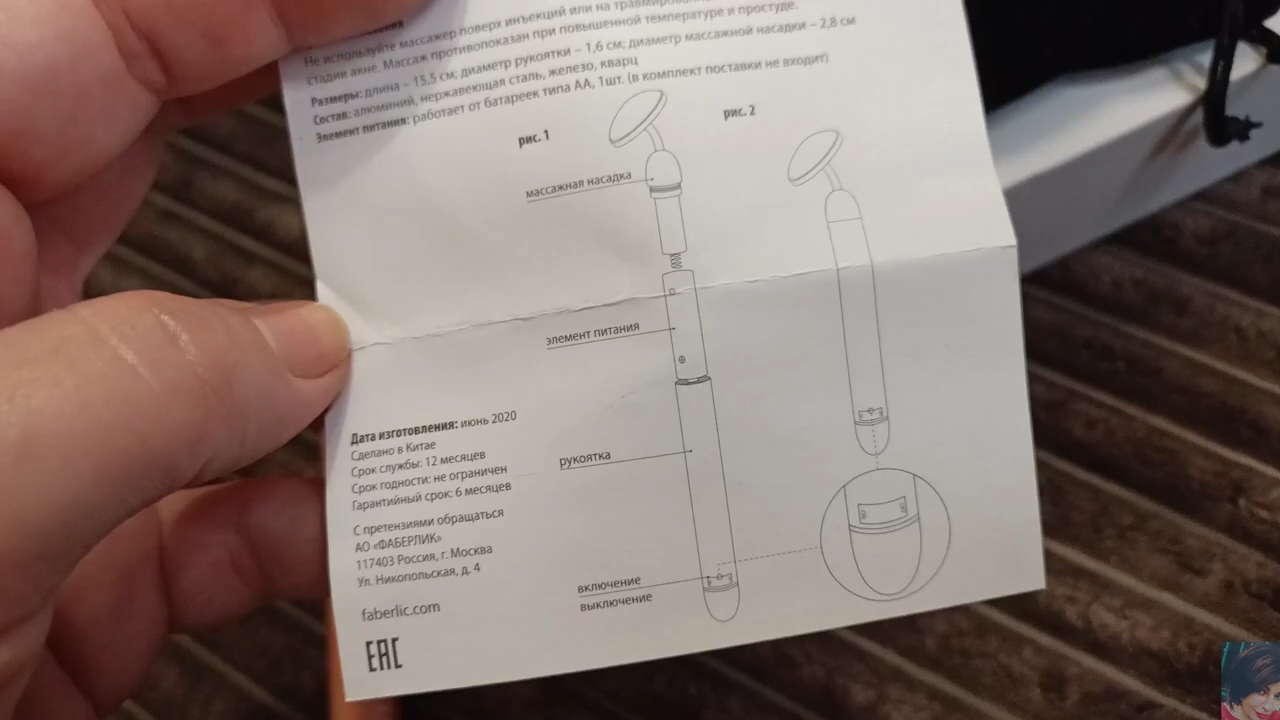 Не используйте массажер поверх инъекций или на
стадии акне. Массаж противопоказан при повышенной температуре и простуде.
Размеры: длина – 15,5 см; диаметр рукоятки – 1,6 см; диаметр массажной насадки – 2,8 см
Состав: алюминий, нержавеющая сталь, железо, кварц
Элемент питания: работает от батареек типа АА, 1шт. (в комплект поставки не входит)
рис. 1
рис. 2
массажная насадка
элемент питания
рукоятка
включение
выключение
ON
OFF
Дата изготовления: июнь 2020
Сделано в Китае
Срок службы: 12 месяцев
Срок годности: не ограничен
Гарантийный срок: 6 месяцев
С претензиями обращаться
АО «ФАБЕРЛИК»
117403 Россия, г. Москва
Ул. Никопольская, д. 4
faberlic.com
EAC